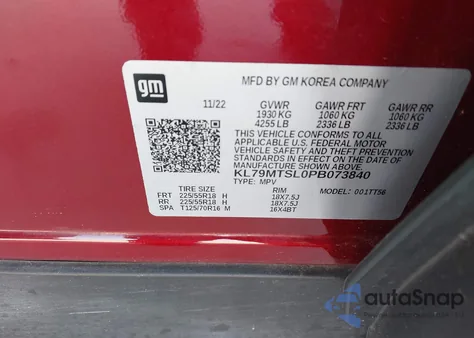 gm
MFD BY GM KOREA COMPANY
11/22 GVWR GAWR FRT GAWR RR
1930 KG 1060 KG 1060 KG
4255 LB 2336 LB 2336 LB
THIS VEHICLE CONFORMS TO ALL
APPLICABLE U.S. FEDERAL MOTOR
VEHICLE SAFETY AND THEFT
PREVENTION STANDARDS IN EFFECT ON
THE DATE OF MANUFACTURE SHOWN
ABOVE.
KL79MTSL0PB073840
TYPE: MPV MODEL: 001TT56
TIRE SIZE RIM
FRT 225/55R18 H 18X7.5J
RR 225/55R18 H 18X7.5J
SPA T125/70R16 M 16X4BT
autoSnap